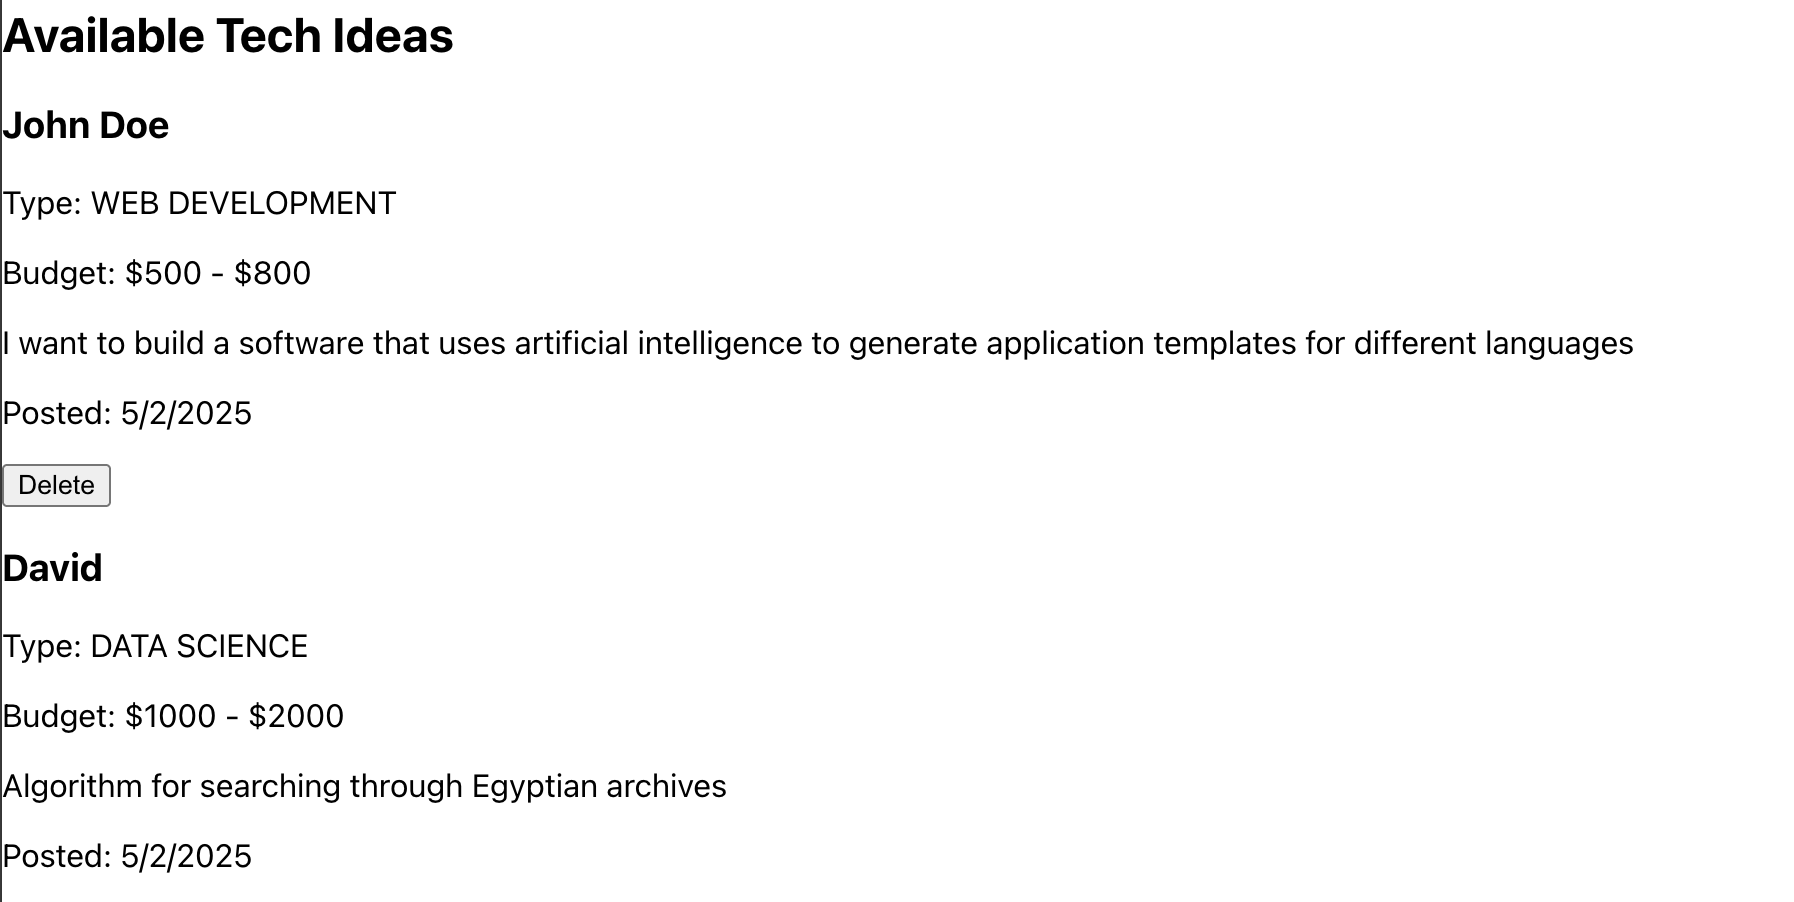 Available Tech Ideas
John Doe
Type: WEB DEVELOPMENT
Budget: $500 - $800
I want to build a software that uses artificial intelligence to generate application templates for different languages
Posted: 5/2/2025
Delete
David
Type: DATA SCIENCE
Budget: $1000 - $2000
Algorithm for searching through Egyptian archives
Posted: 5/2/2025